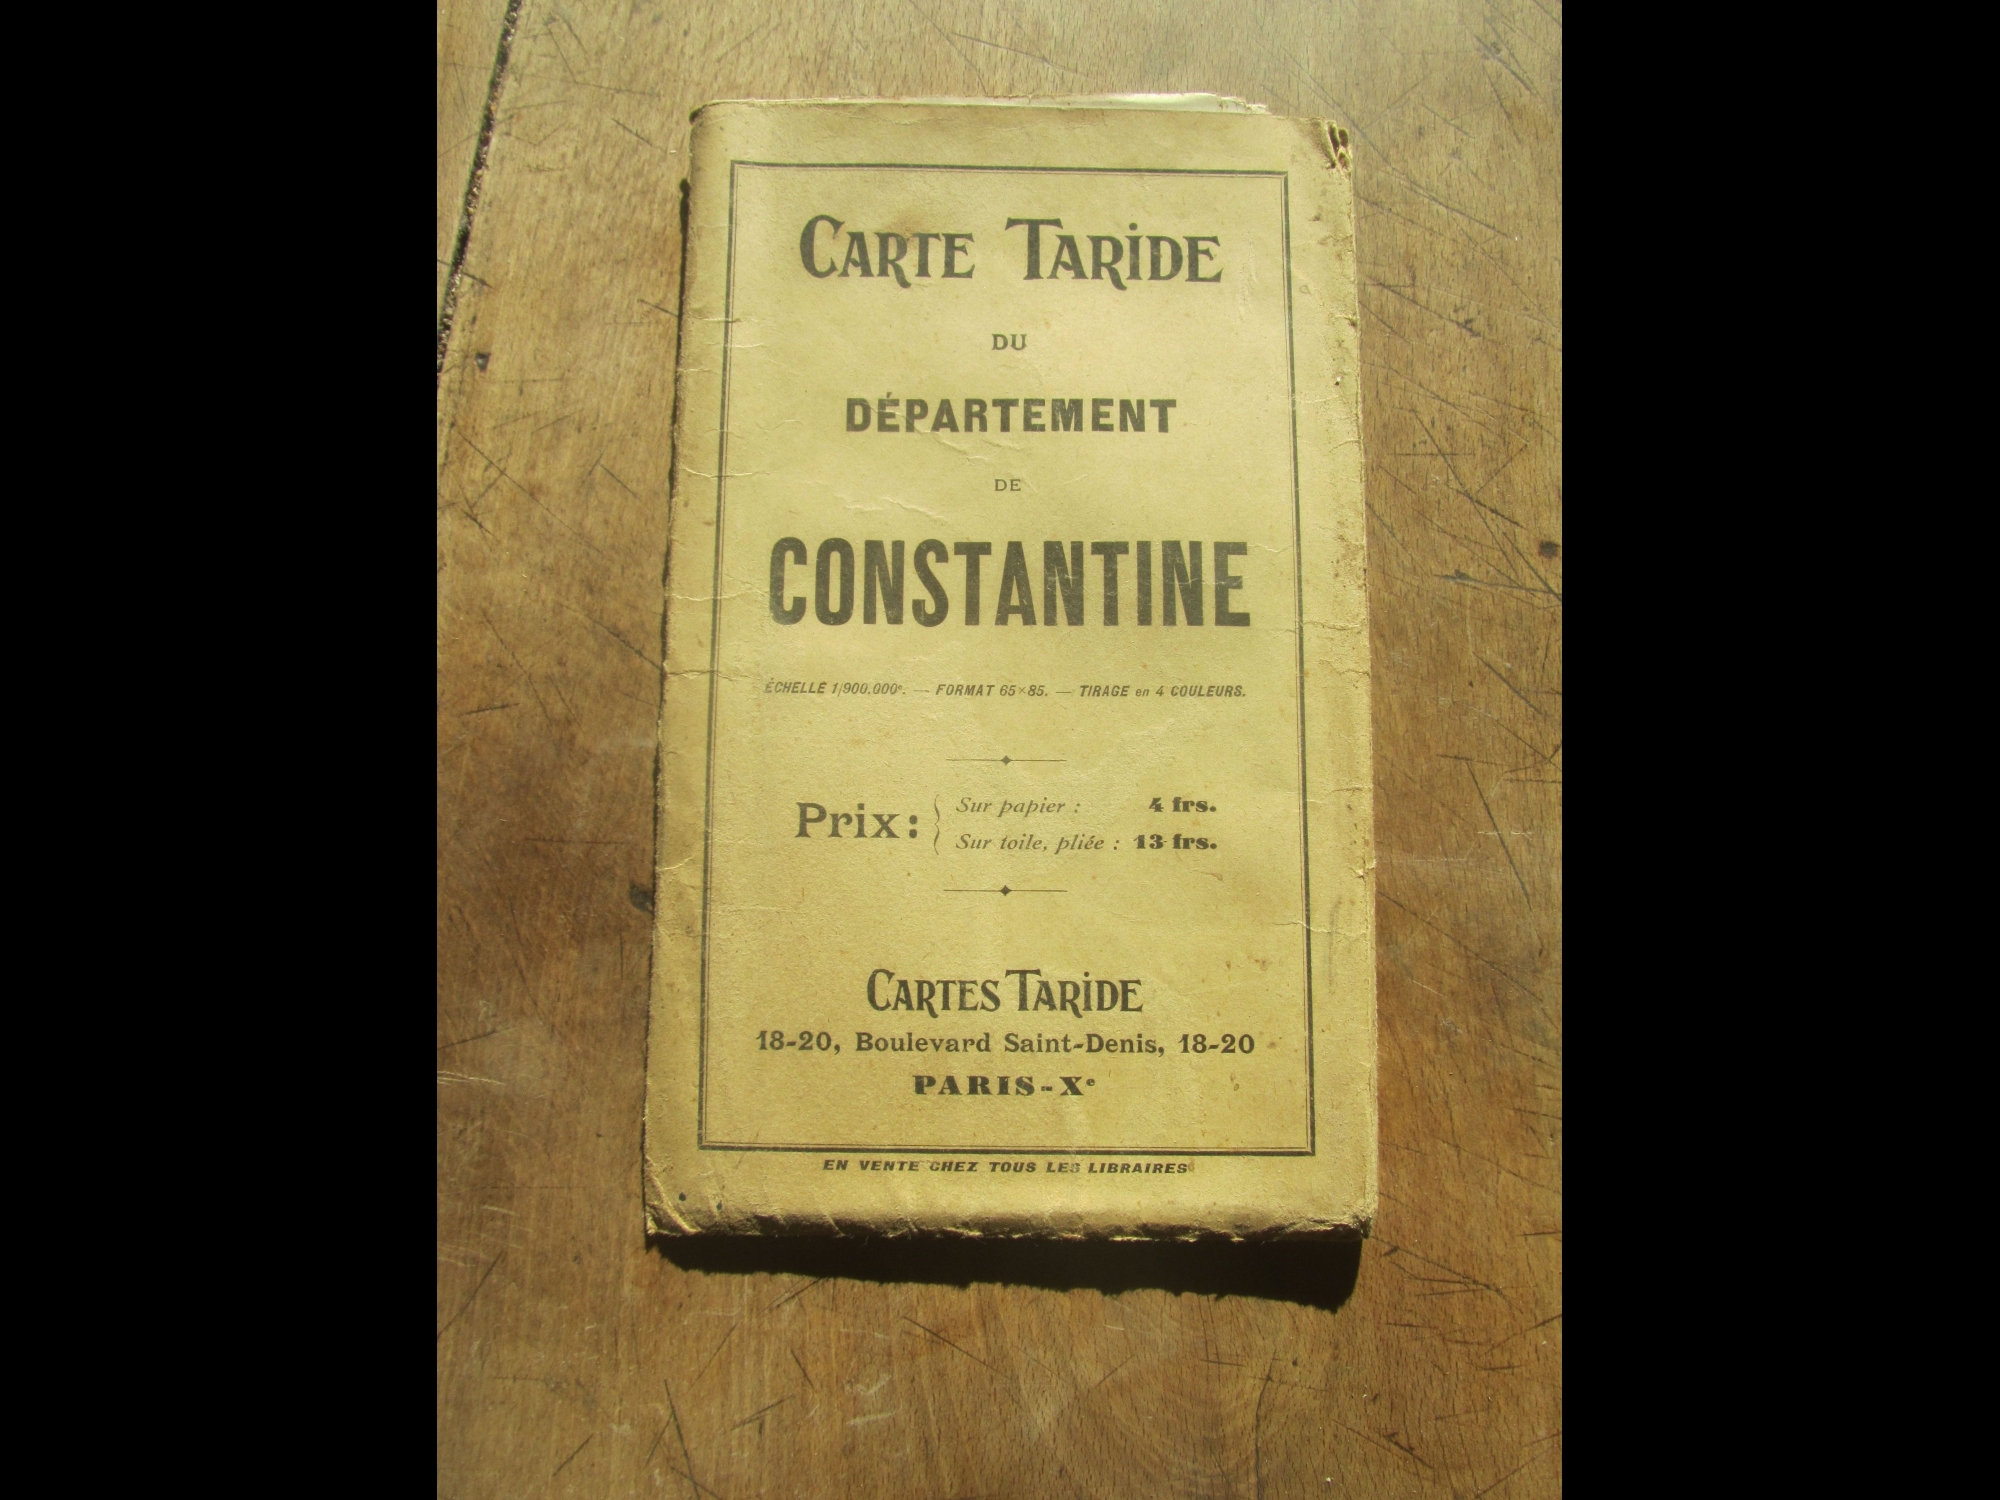 CARTE TARIDE
DU
DÉPARTEMENT
DE
CONSTANTINE
ÉCHELLE 1/900.000e. — FORMAT 65×85. — TIRAGE en 4 COULEURS.
Prix: { Sur papier : 4 frs.
Sur toile, pliée : 13 frs.
CARTES TARIDE
18-20, Boulevard Saint-Denis, 18-20
PARIS-Xe
EN VENTE CHEZ TOUS LES LIBRAIRES